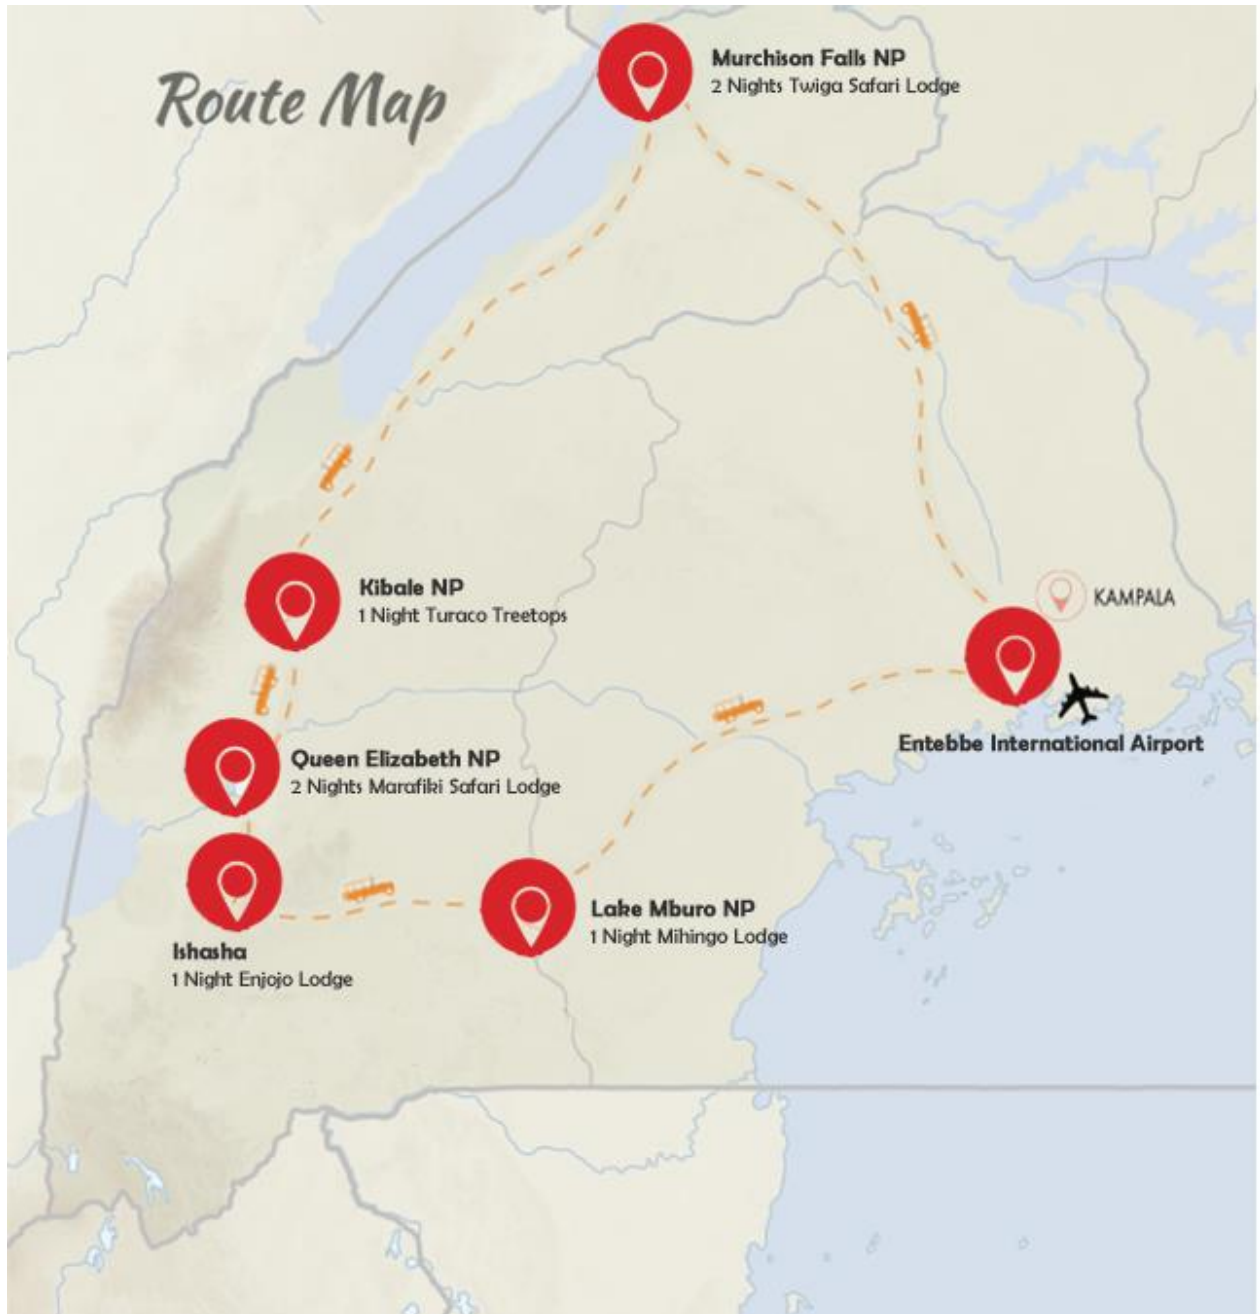 Route Map
Murchison Falls NP
2 Nights Twiga Safari Lodge
Kibale NP
1 Night Turaco Treetops
KAMPALA
Entebbe International Airport
Queen Elizabeth NP
2 Nights Marafiki Safari Lodge
Lake Mburo NP
1 Night Mihingo Lodge
Ishasha
1 Night Enjojo Lodge